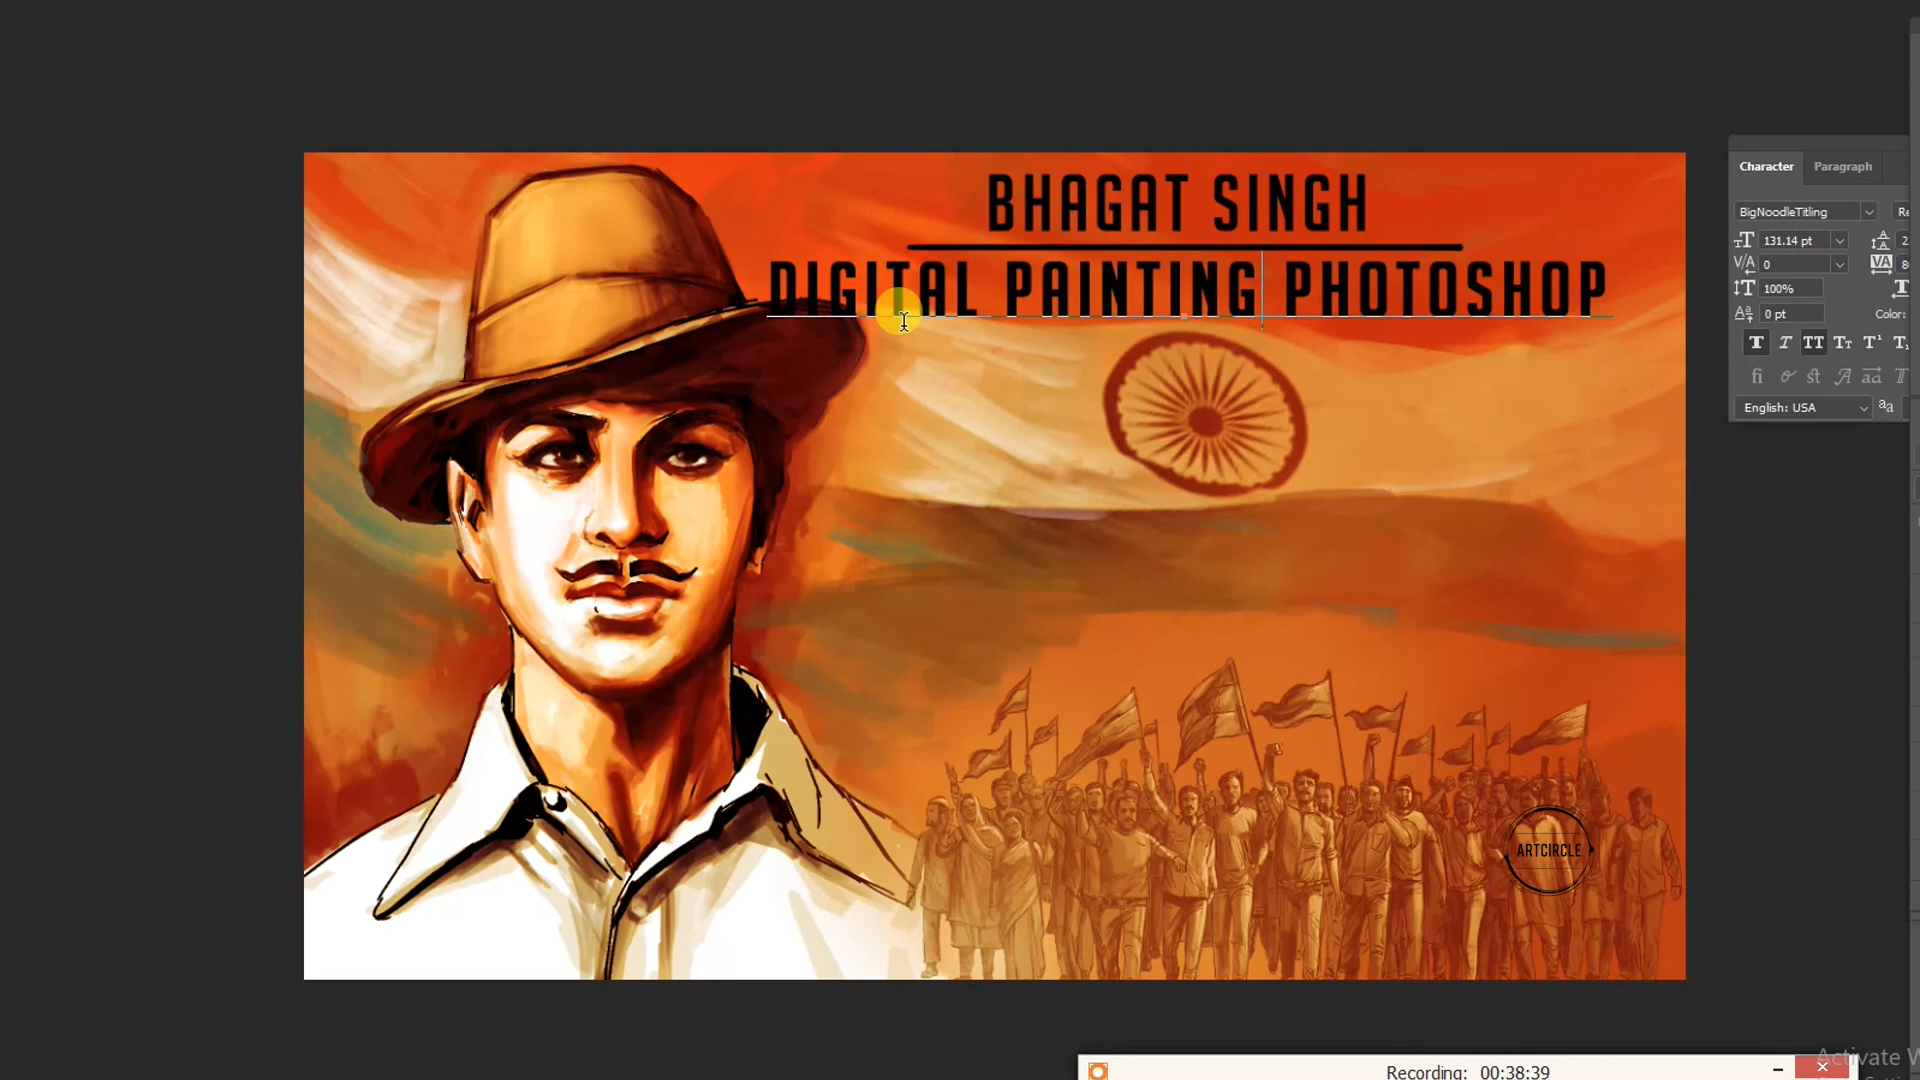 BHAGAT SINGH
DIGITAL PAINTING PHOTOSHOP
ARTCIRCLE
Character Paragraph
BigNoodleTitling
131.14 pt
0
100%
0 pt
Color:
English: USA
Recording: 00:38:39
Activate